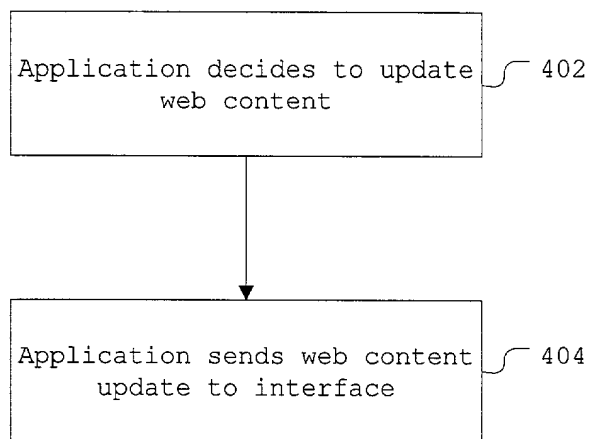 Application decides to update
web content
402
Application sends web content
update to interface
404